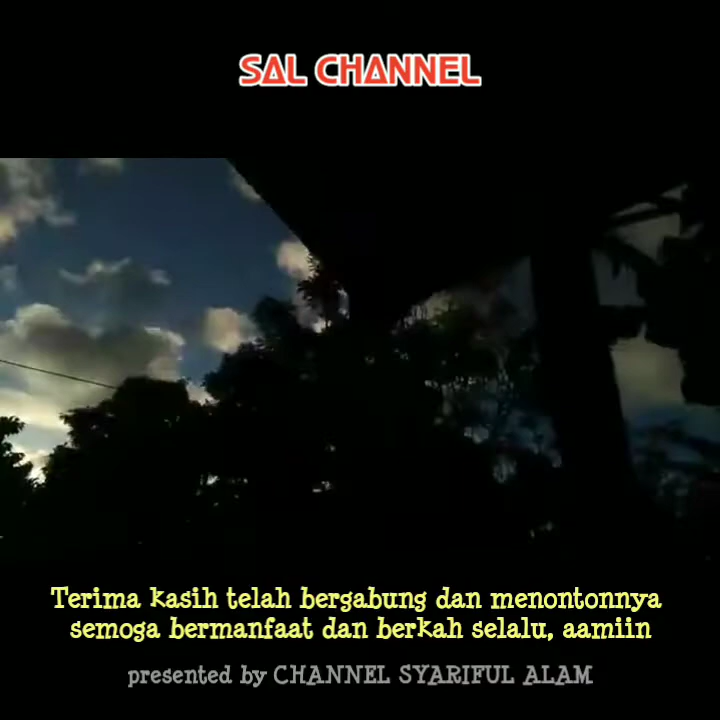 SAL CHANNEL
Terima kasih telah bergabung dan menontonnya
semoga bermanfaat dan berkah selalu, aamiin
presented by CHANNEL SYARIFUL ALAM